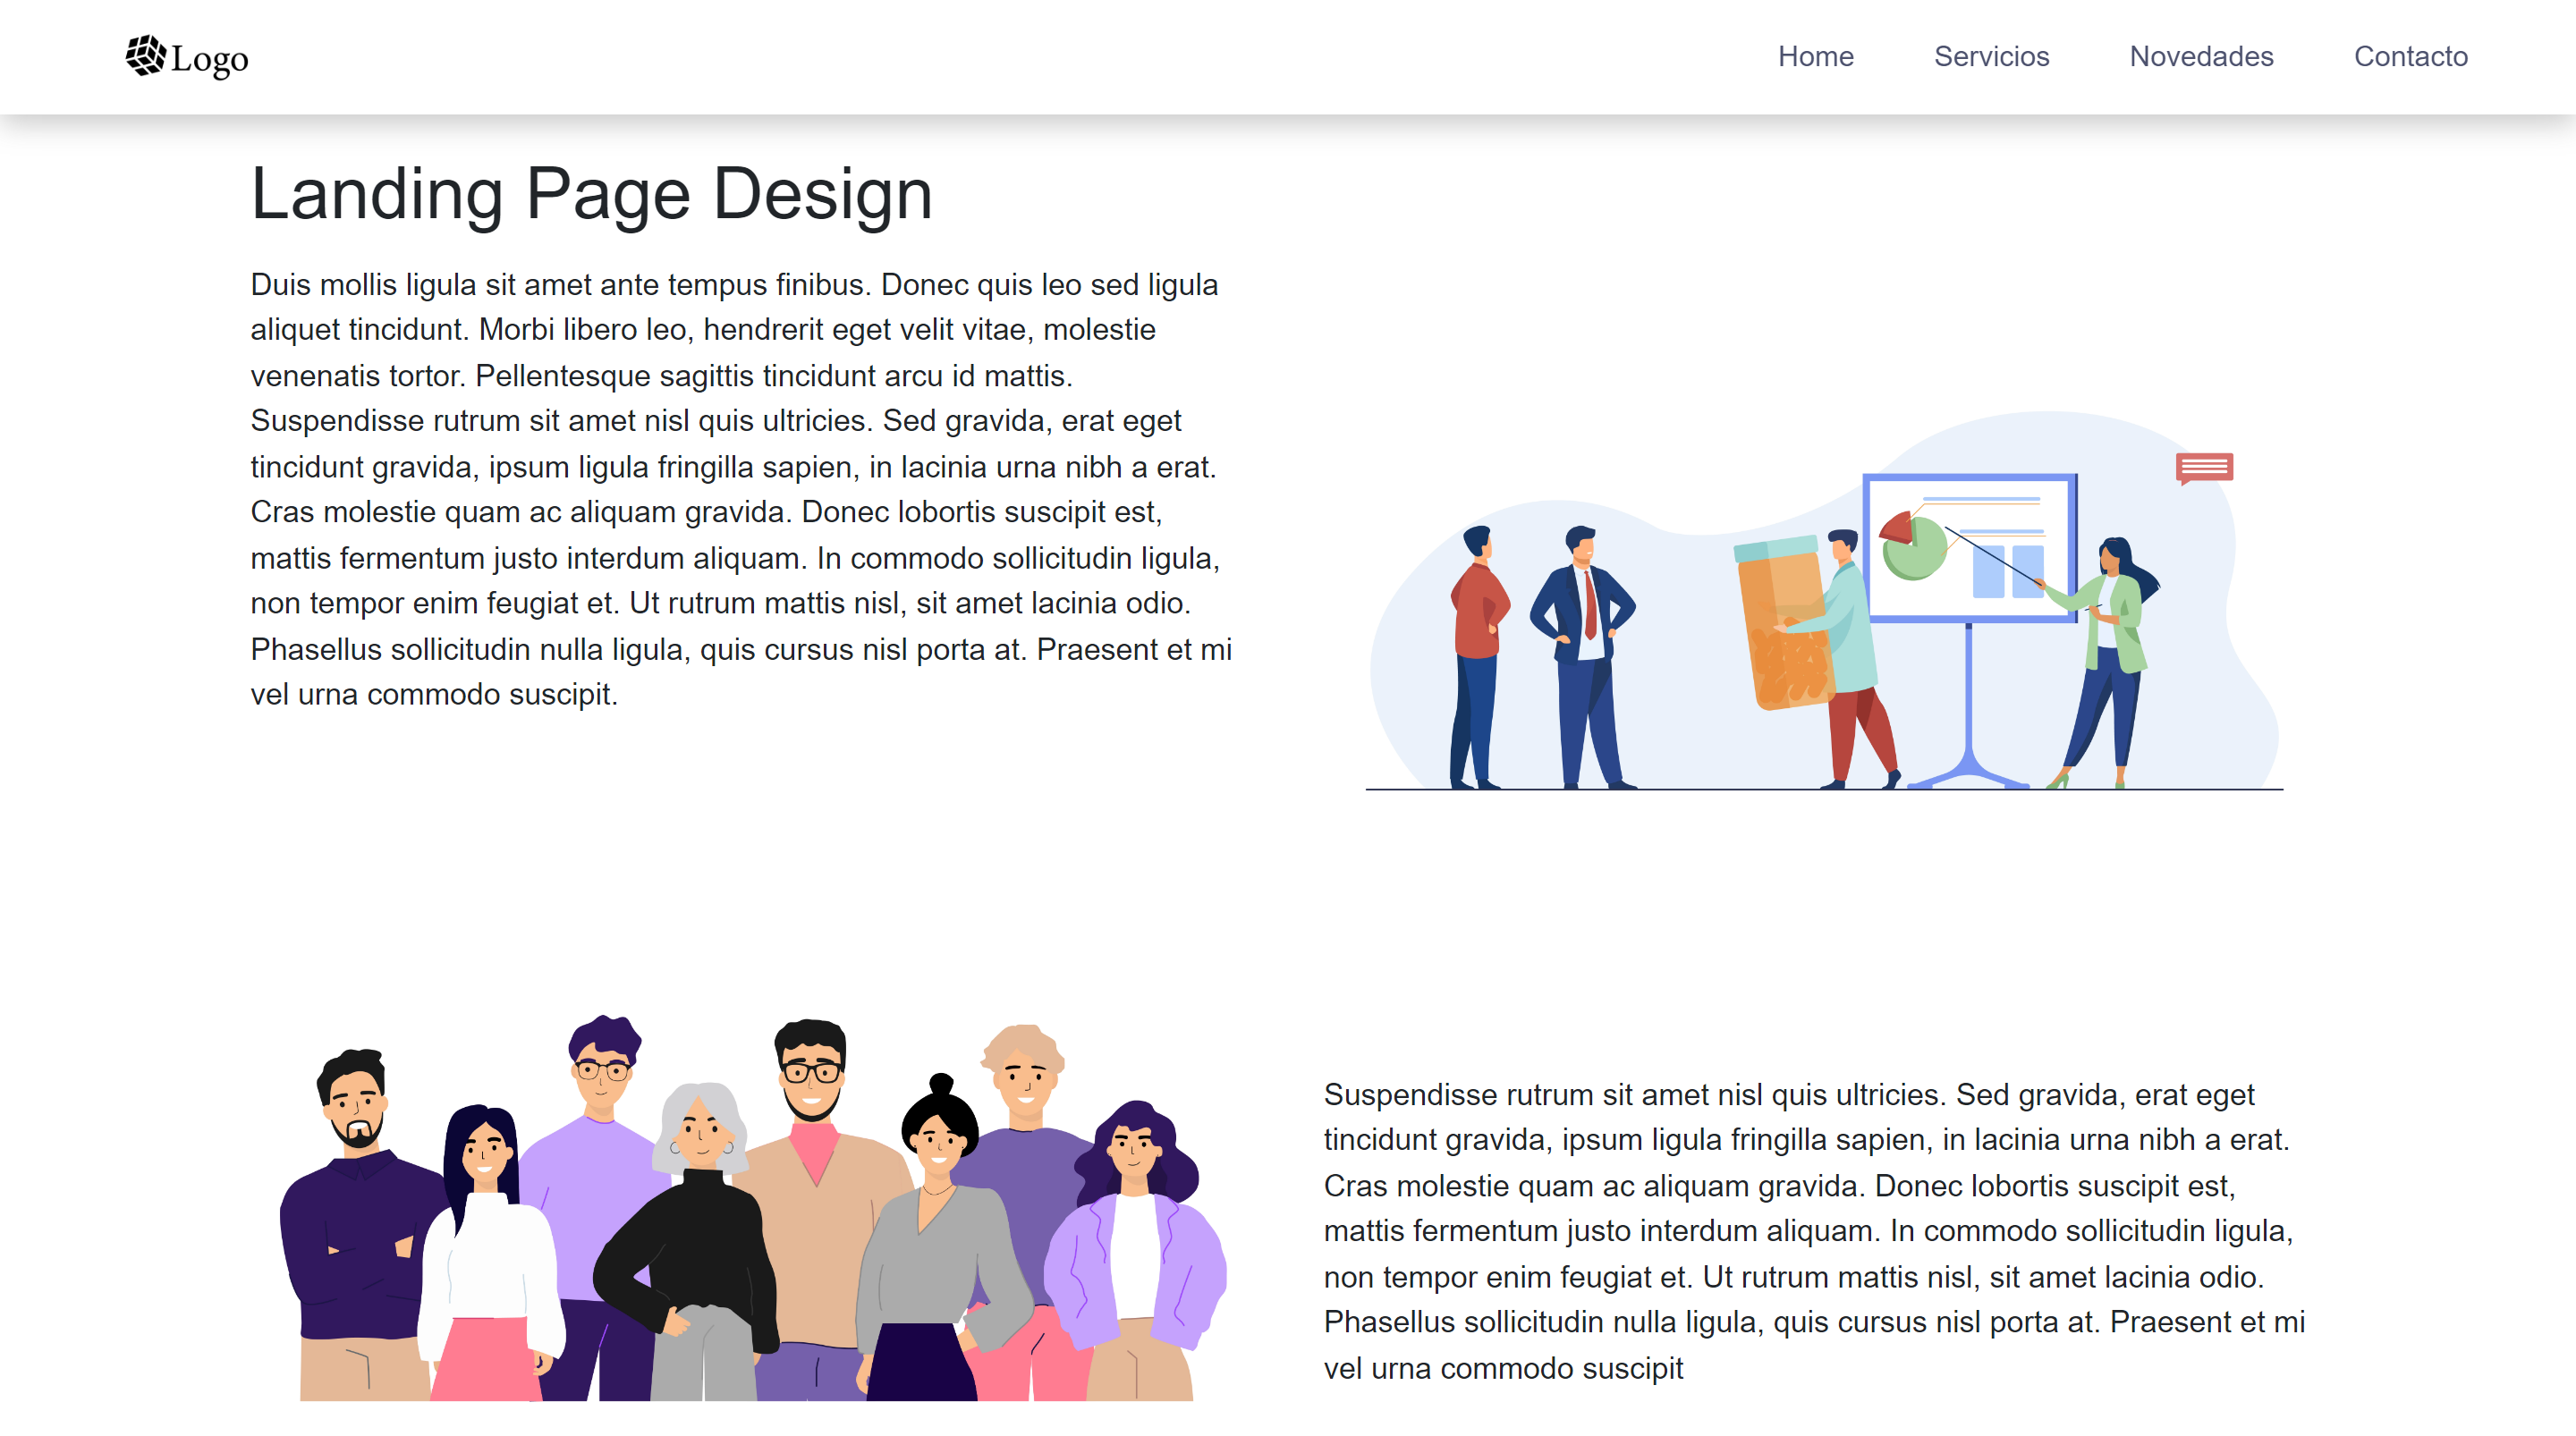 Logo
Home Servicios Novedades Contacto
Landing Page Design
Duis mollis ligula sit amet ante tempus finibus. Donec quis leo sed ligula
aliquet tincidunt. Morbi libero leo, hendrerit eget velit vitae, molestie
venenatis tortor. Pellentesque sagittis tincidunt arcu id mattis.
Suspendisse rutrum sit amet nisl quis ultricies. Sed gravida, erat eget
tincidunt gravida, ipsum ligula fringilla sapien, in lacinia urna nibh a erat.
Cras molestie quam ac aliquam gravida. Donec lobortis suscipit est,
mattis fermentum justo interdum aliquam. In commodo sollicitudin ligula,
non tempor enim feugiat et. Ut rutrum mattis nisl, sit amet lacinia odio.
Phasellus sollicitudin nulla ligula, quis cursus nisl porta at. Praesent et mi
vel urna commodo suscipit.
Suspendisse rutrum sit amet nisl quis ultricies. Sed gravida, erat eget
tincidunt gravida, ipsum ligula fringilla sapien, in lacinia urna nibh a erat.
Cras molestie quam ac aliquam gravida. Donec lobortis suscipit est,
mattis fermentum justo interdum aliquam. In commodo sollicitudin ligula,
non tempor enim feugiat et. Ut rutrum mattis nisl, sit amet lacinia odio.
Phasellus sollicitudin nulla ligula, quis cursus nisl porta at. Praesent et mi
vel urna commodo suscipit